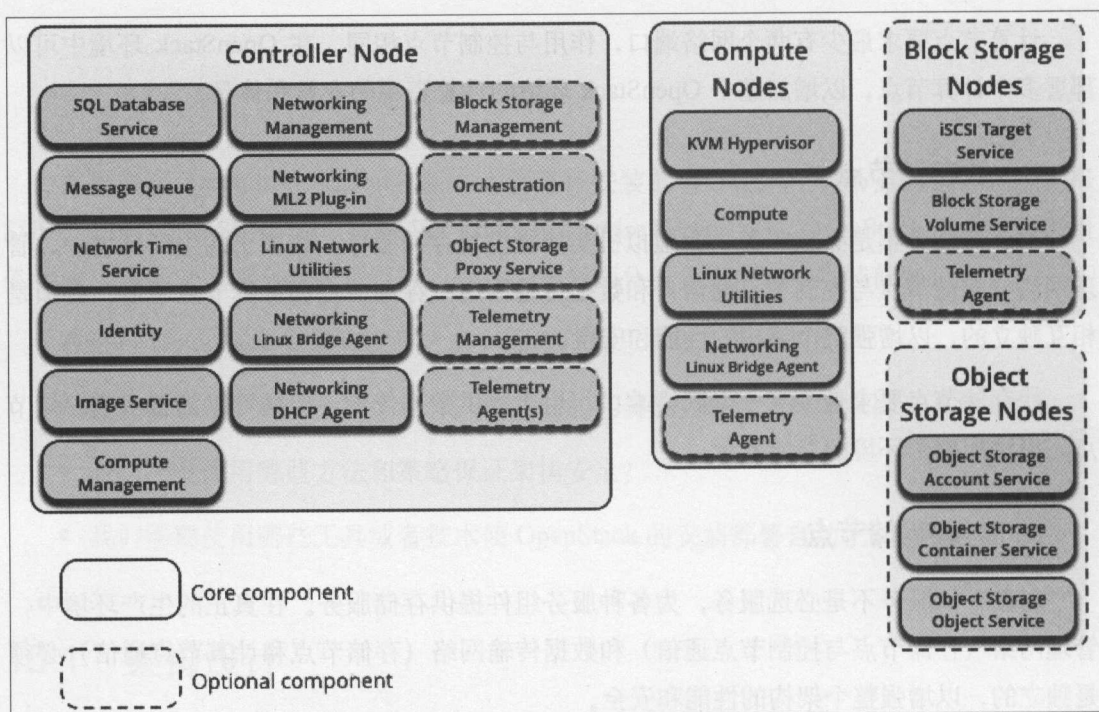 Controller Node
SQL Database
Service
Networking
Management
Block Storage
Management
Message Queue
Networking
ML2 Plug-in
Orchestration
Network Time
Service
Linux Network
Utilities
Object Storage
Proxy Service
Identity
Networking
Linux Bridge Agent
Telemetry
Management
Image Service
Networking
DHCP Agent
Telemetry
Agent(s)
Compute
Management
Compute
Nodes
KVM Hypervisor
Compute
Linux Network
Utilities
Networking
Linux Bridge Agent
Telemetry
Agent
Block Storage
Nodes
iSCSI Target
Service
Block Storage
Volume Service
Telemetry
Agent
Object
Storage Nodes
Object Storage
Account Service
Object Storage
Container Service
Object Storage
Object Service
Core component
Optional component